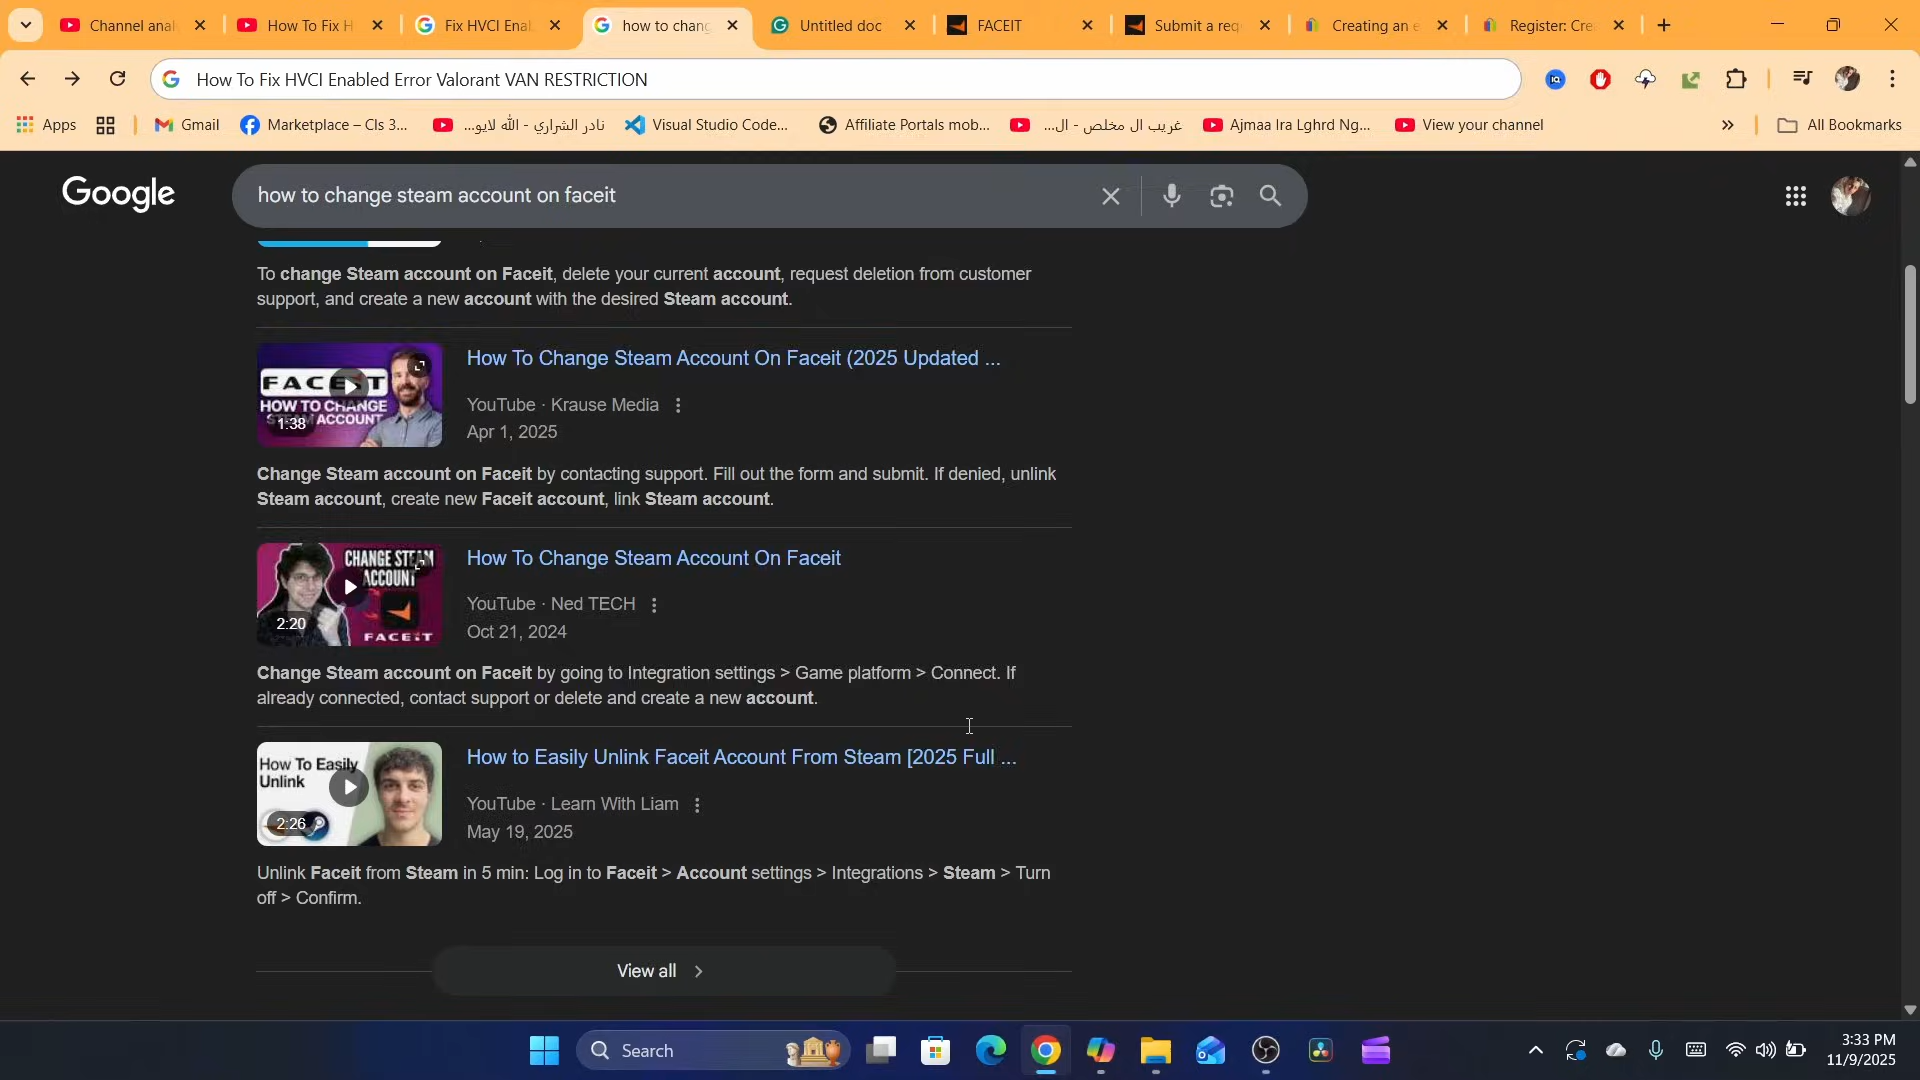 Channel anal
How To Fix H
Fix HVCI Enab
how to chang
Untitled doc
FACEIT
Submit a req
Creating an e
Register: Cre
How To Fix HVCI Enabled Error Valorant VAN RESTRICTION
Apps
Gmail
Marketplace – Cls 3...
نادر الشراري - الله لايو...
Visual Studio Code...
Affiliate Portals mob...
غريب ال مخلص - ال...
Ajmaa Ira Lghrd Ng...
View your channel
All Bookmarks
Google
how to change steam account on faceit
To change Steam account on Faceit, delete your current account, request deletion from customer
support, and create a new account with the desired Steam account.
FACEIT
HOW TO CHANGE
STEAM ACCOUNT
1:38
How To Change Steam Account On Faceit (2025 Updated ...
YouTube · Krause Media
Apr 1, 2025
Change Steam account on Faceit by contacting support. Fill out the form and submit. If denied, unlink
Steam account, create new Faceit account, link Steam account.
CHANGE STEAM
ACCOUNT
FACEIT
2:20
How To Change Steam Account On Faceit
YouTube · Ned TECH
Oct 21, 2024
Change Steam account on Faceit by going to Integration settings > Game platform > Connect. If
already connected, contact support or delete and create a new account.
How To Easily
Unlink
2:26
How to Easily Unlink Faceit Account From Steam [2025 Full ...
YouTube · Learn With Liam
May 19, 2025
Unlink Faceit from Steam in 5 min: Log in to Faceit > Account settings > Integrations > Steam > Turn
off > Confirm.
View all
Search
3:33 PM
11/9/2025